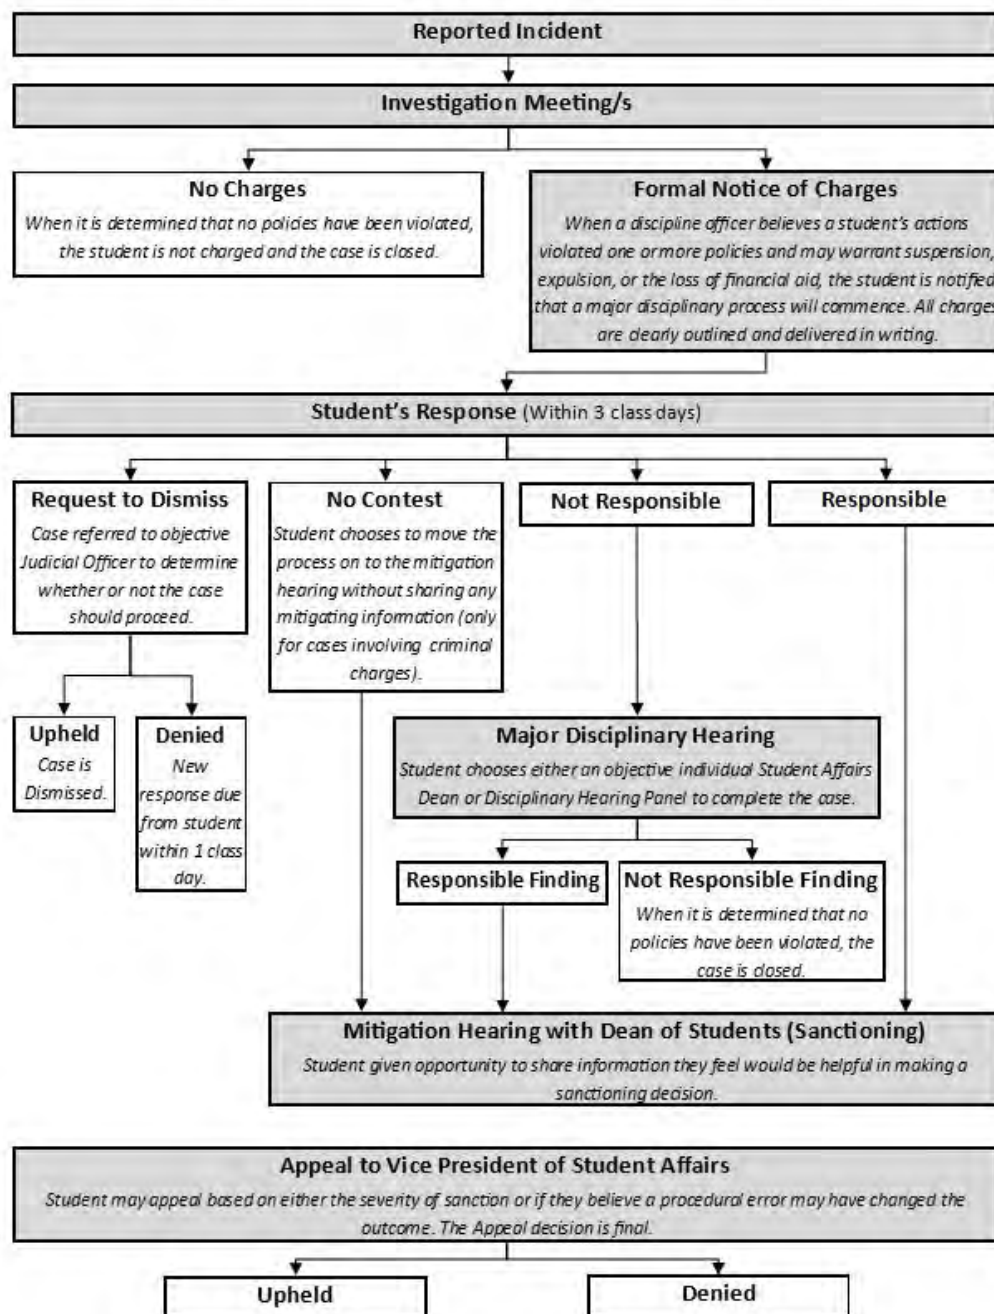 Reported Incident
Investigation Meeting/s
No Charges
When it is determined that no policies have been violated,
the student is not charged and the case is closed.
Formal Notice of Charges
When a discipline officer believes a student's actions
violated one or more policies and may warrant suspension,
expulsion, or the loss of financial aid, the student is notified
that a major disciplinary process will commence. All charges
are clearly outlined and delivered in writing.
Student's Response (Within 3 class days)
Request to Dismiss
Case referred to objective
Judicial Officer to determine
whether or not the case
should proceed.
No Contest
Student chooses to move the
process on to the mitigation
hearing without sharing any
mitigating information (only
for cases involving criminal
charges).
Not Responsible
Responsible
Upheld
Case is
Dismissed.
Denied
New
response due
from student
within 1 class
day.
Major Disciplinary Hearing
Student chooses either an objective individual Student Affairs
Dean or Disciplinary Hearing Panel to complete the case.
Responsible Finding
Not Responsible Finding
When it is determined that no
policies have been violated, the
case is closed.
Mitigation Hearing with Dean of Students (Sanctioning)
Student given opportunity to share information they feel would be helpful in making a
sanctioning decision.
Appeal to Vice President of Student Affairs
Student may appeal based on either the severity of sanction or if they believe a procedural error may have changed the
outcome. The Appeal decision is final.
Upheld
Denied